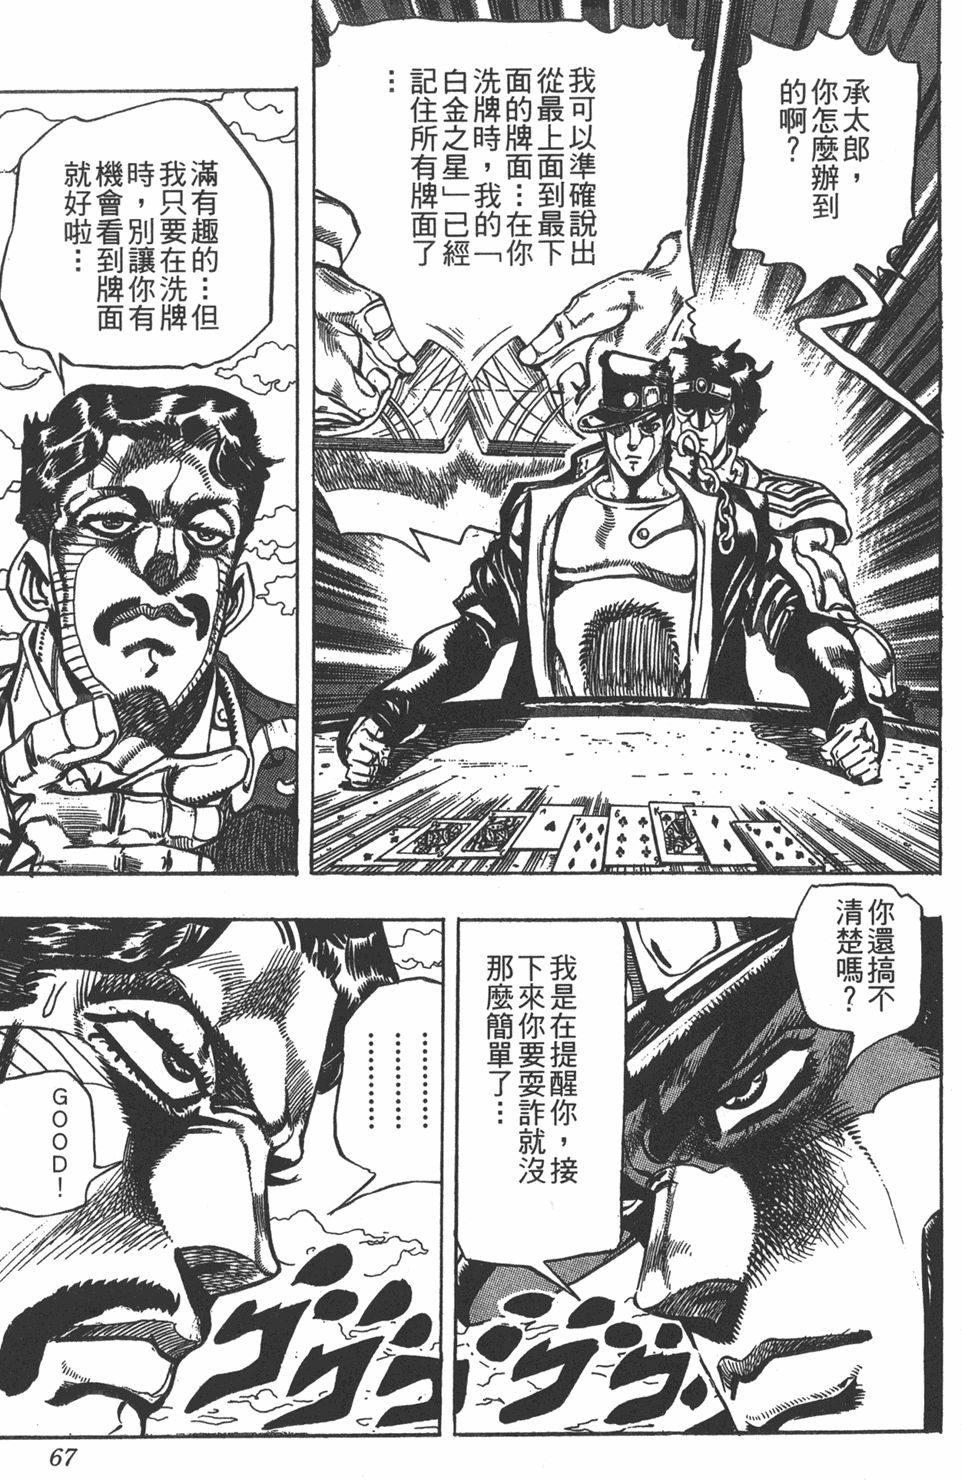 承太郎，
你怎麼辦到
的啊？
我可以準確說出
從最上面到最下
面的牌面…在你
洗牌時，我的「
白金之星」已經
記住所有牌面了
…
滿有趣的…但
我只要在洗牌
時，別讓你有
機會看到牌面
就好啦…
你還搞不
清楚嗎？
我是在提醒你，接
下來你要耍詐就沒
那麼簡單了…
ゴゴゴ
ゴゴゴ
…………
…………
GOOD！
67